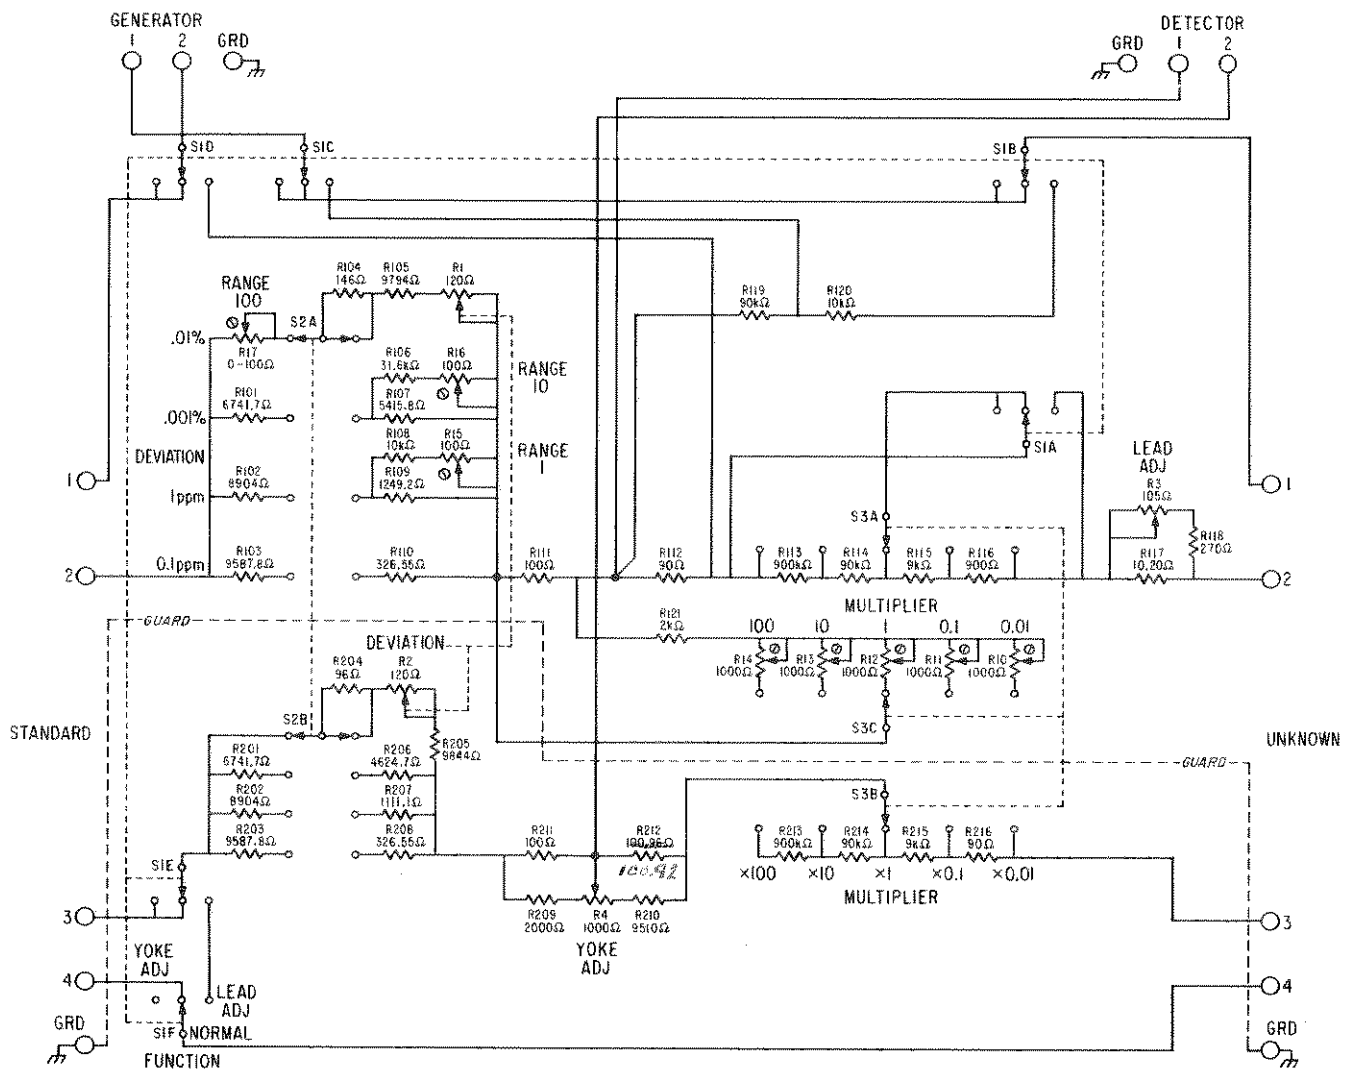 GENERATOR
1 2 GRD
DETECTOR
GRD 1 2
S1D
S1C
S1B
RANGE
100
R104
146Ω
R105
9794Ω
R1
120Ω
S2A
.01%
R17
0-100Ω
R106
31.6kΩ
R16
100Ω
RANGE
10
R101
6741.7Ω
.001%
R107
5415.8Ω
R108
10kΩ
R15
100Ω
RANGE
1
DEVIATION
R102
8904Ω
1ppm
R109
1249.2Ω
R103
9587.8Ω
0.1ppm
R110
326.55Ω
R111
100Ω
R119
90kΩ
R120
10kΩ
S1A
LEAD
ADJ
R3
105Ω
R118
270Ω
R117
10.20Ω
S3A
R112
90Ω
R113
900kΩ
R114
90kΩ
R115
9kΩ
R116
900Ω
1
2
1
2
MULTIPLIER
100 10 1 0.1 0.01
R121
2kΩ
R14
1000Ω
R13
1000Ω
R12
1000Ω
R11
1000Ω
R10
1000Ω
S3C
GUARD
DEVIATION
R204
96Ω
R2
120Ω
S2B
R205
9844Ω
STANDARD
UNKNOWN
GUARD
R201
6741.7Ω
R206
4624.7Ω
R202
8904Ω
R207
1111.1Ω
R203
9587.8Ω
R208
326.55Ω
S3B
R211
100Ω
R212
100.96Ω
100.92
R213
900kΩ
R214
90kΩ
R215
9kΩ
R216
90Ω
×100 ×10 ×1 ×0.1 ×0.01
MULTIPLIER
R209
2000Ω
R4
1000Ω
R210
9510Ω
YOKE
ADJ
S1E
3
3
YOKE
ADJ
4
4
LEAD
ADJ
GRD
S1F NORMAL
GRD
FUNCTION